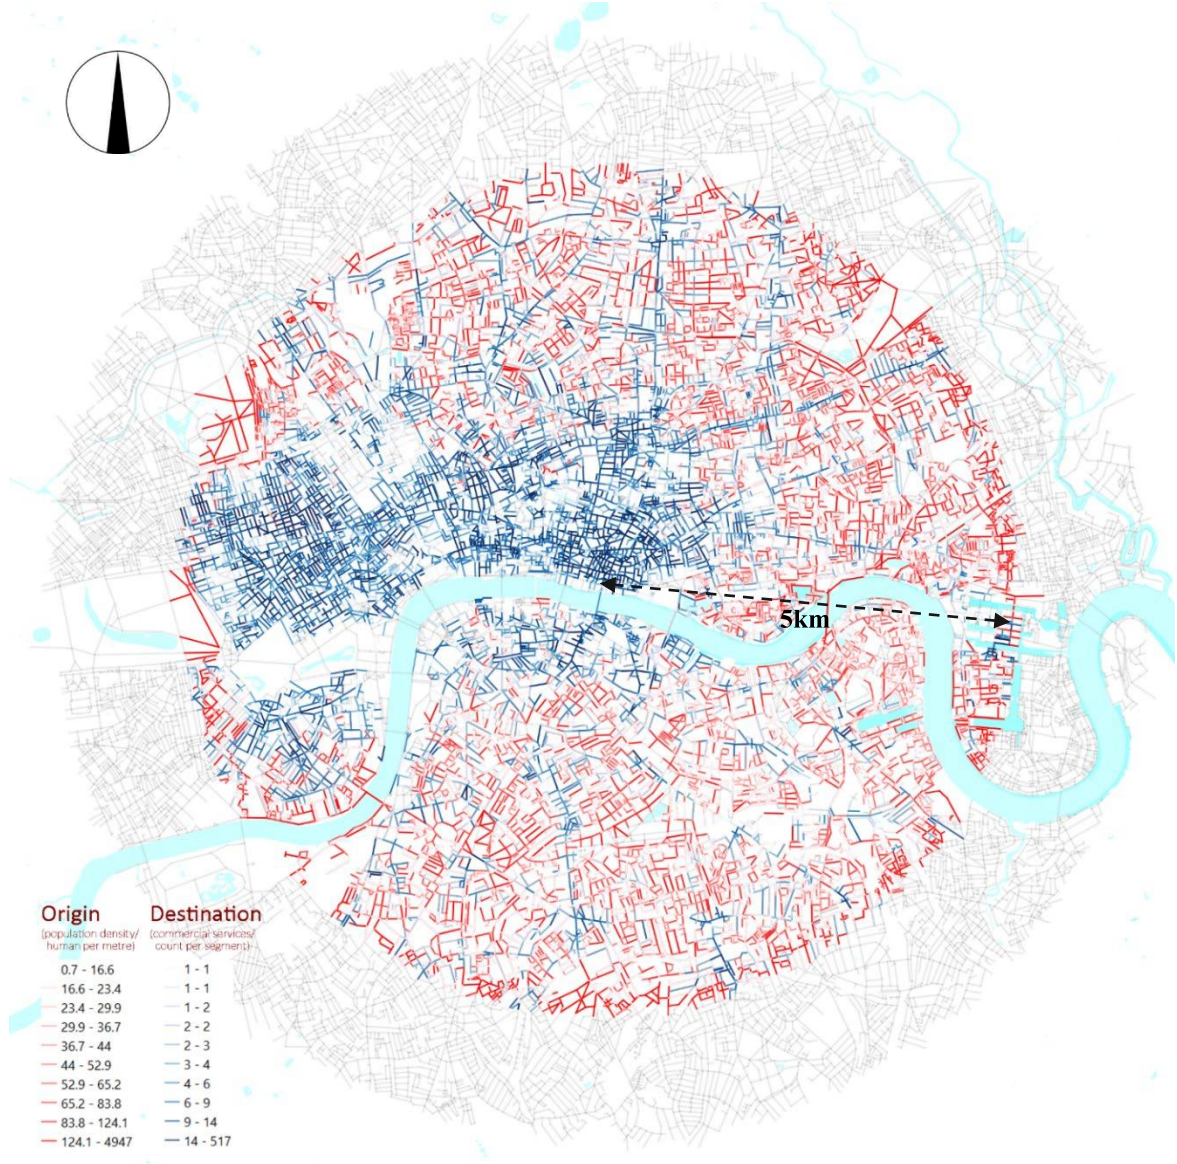 5km
Origin
(population density/
human per metre)
0.7 - 16.6
16.6 - 23.4
23.4 - 29.9
29.9 - 36.7
36.7 - 44
44 - 52.9
52.9 - 65.2
65.2 - 83.8
83.8 - 124.1
124.1 - 4947
Destination
(commercial services/
count per segment)
1 - 1
1 - 1
1 - 2
2 - 2
2 - 3
3 - 4
4 - 6
6 - 9
9 - 14
14 - 517